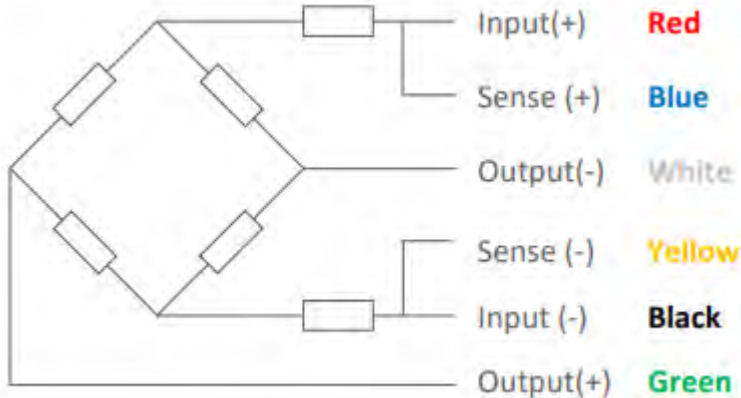 Input(+) Red
Sense (+) Blue
Output(-) White
Sense (-) Yellow
Input (-) Black
Output(+) Green